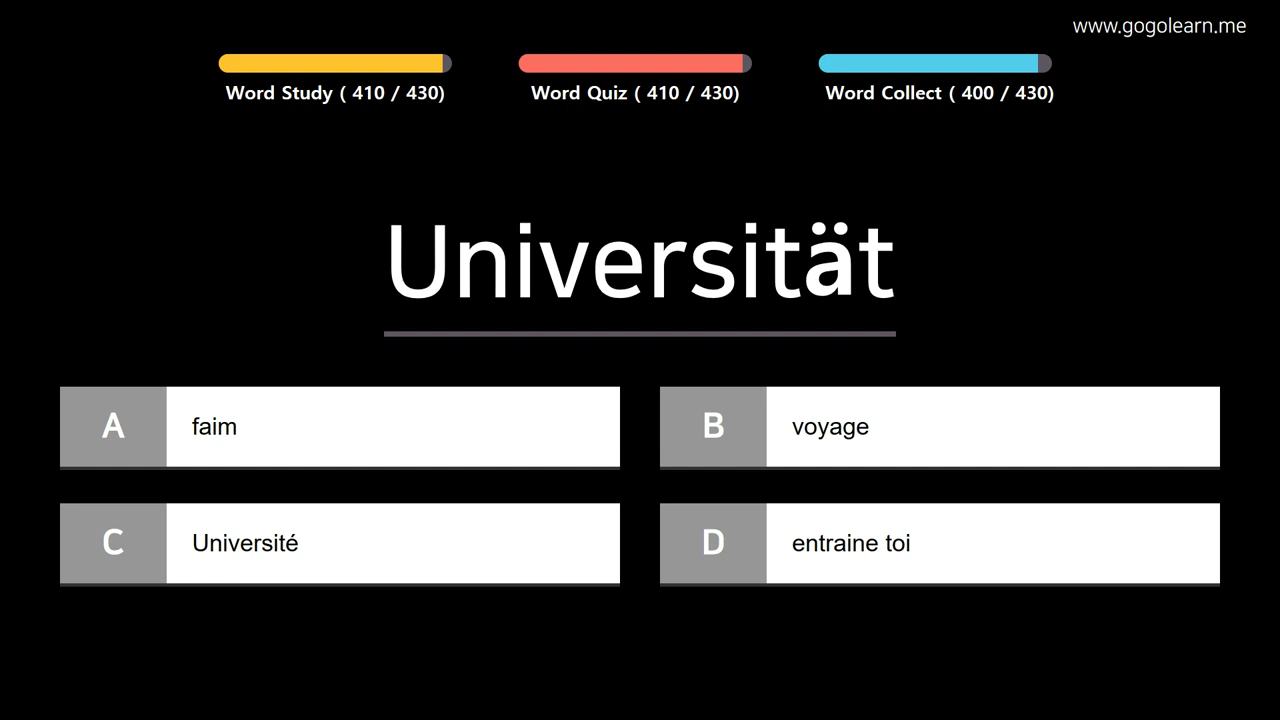 www.gogolearn.me
Word Study ( 410 / 430)
Word Quiz ( 410 / 430)
Word Collect ( 400 / 430)
Universität
A
faim
B
voyage
C
Université
D
entraine toi